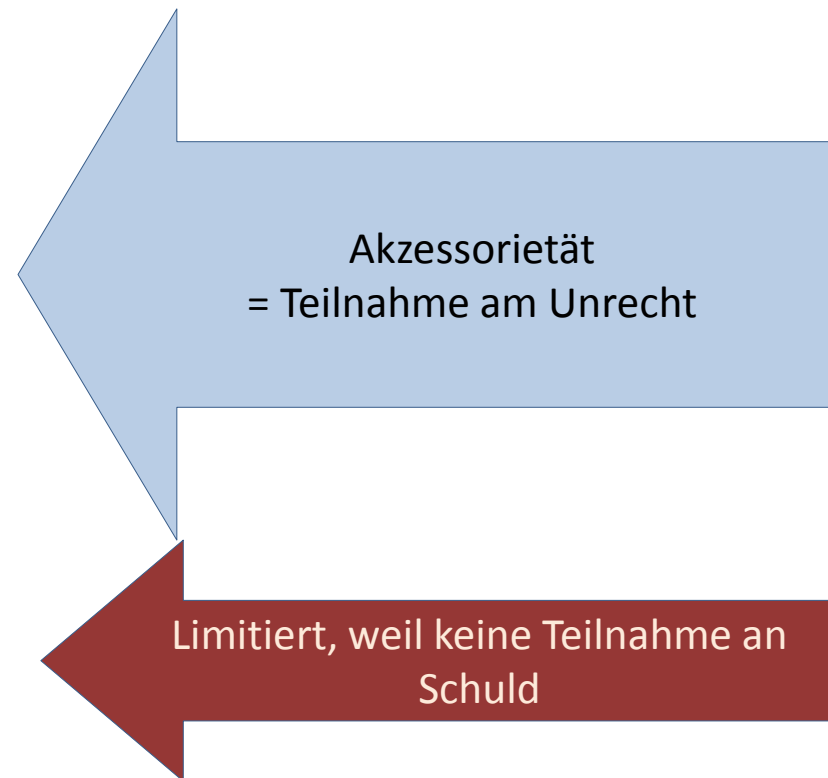 Akzessorietät
= Teilnahme am Unrecht
Limitiert, weil keine Teilnahme an
Schuld